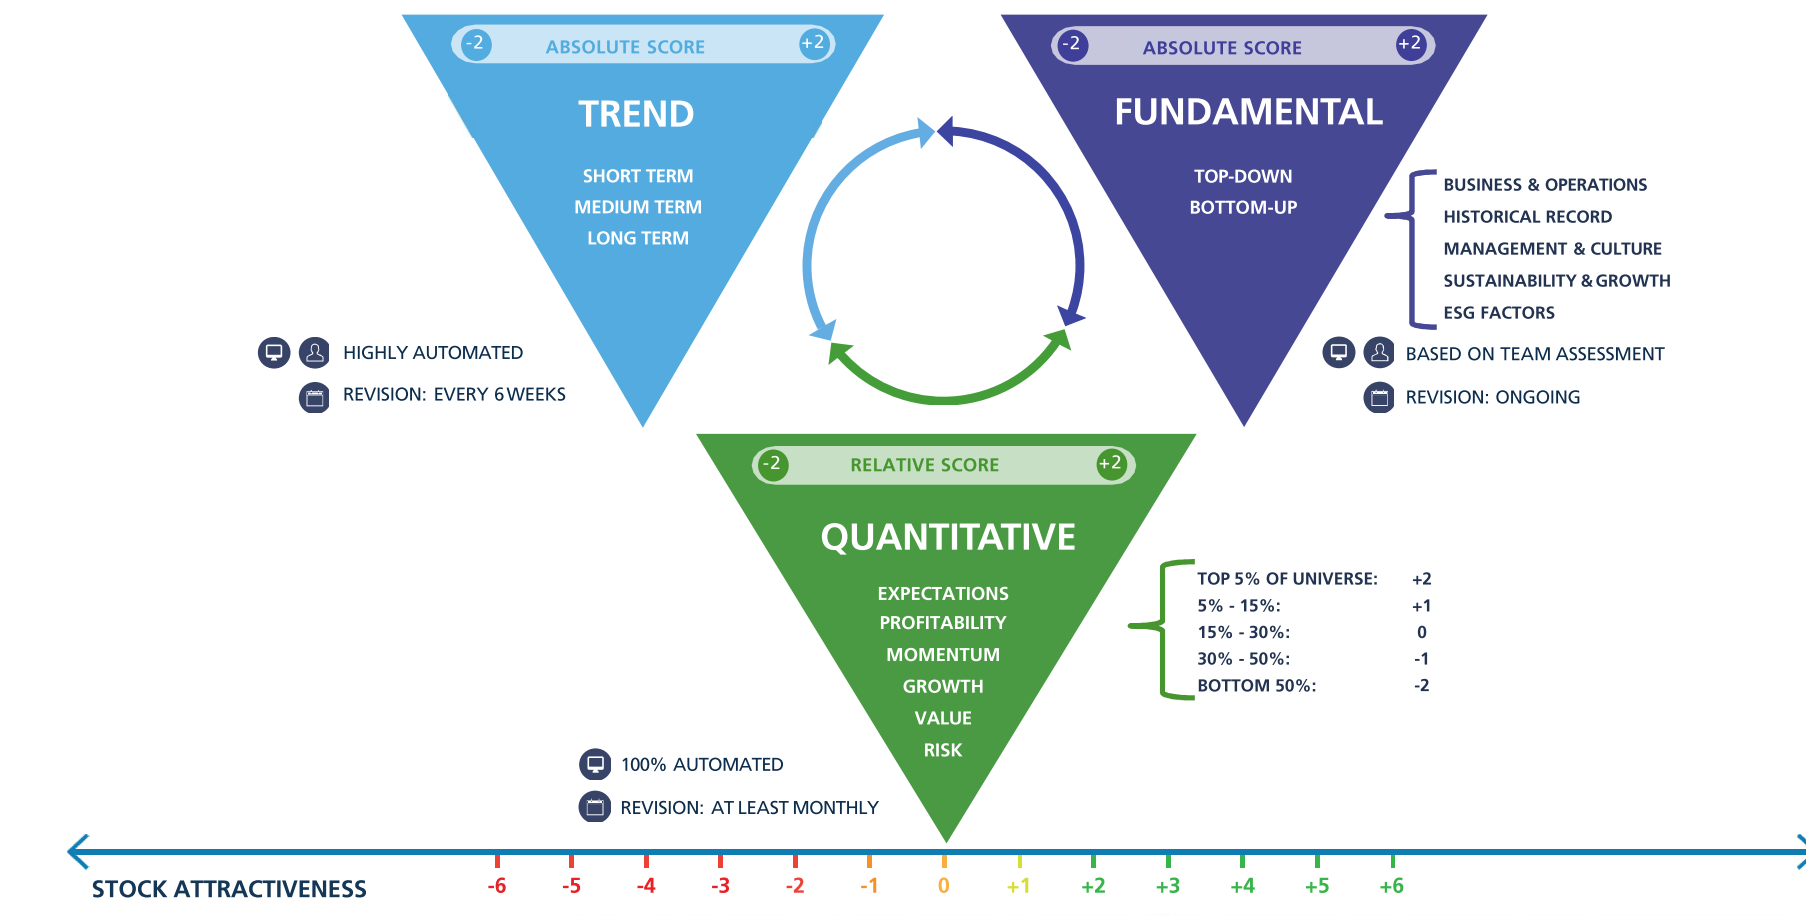 -2 ABSOLUTE SCORE +2
TREND
SHORT TERM
MEDIUM TERM
LONG TERM
HIGHLY AUTOMATED
REVISION: EVERY 6 WEEKS
-2 ABSOLUTE SCORE +2
FUNDAMENTAL
TOP-DOWN
BOTTOM-UP
BUSINESS & OPERATIONS
HISTORICAL RECORD
MANAGEMENT & CULTURE
SUSTAINABILITY & GROWTH
ESG FACTORS
BASED ON TEAM ASSESSMENT
REVISION: ONGOING
-2 RELATIVE SCORE +2
QUANTITATIVE
EXPECTATIONS
PROFITABILITY
MOMENTUM
GROWTH
VALUE
RISK
TOP 5% OF UNIVERSE: +2
5% - 15%: +1
15% - 30%: 0
30% - 50%: -1
BOTTOM 50%: -2
100% AUTOMATED
REVISION: AT LEAST MONTHLY
STOCK ATTRACTIVENESS -6 -5 -4 -3 -2 -1 0 +1 +2 +3 +4 +5 +6